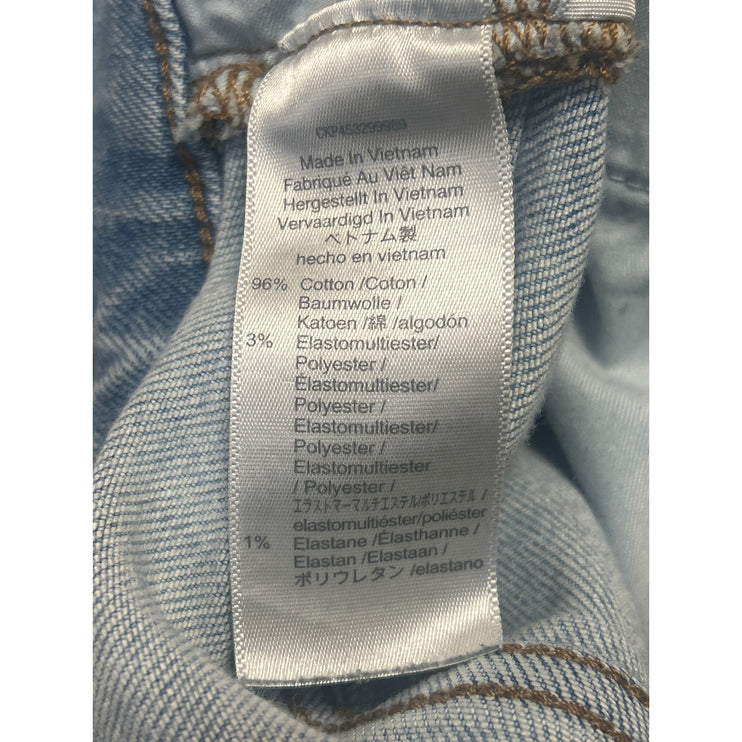 Made In Vietnam
Fabriqué Au Viêt Nam
Hergestellt In Vietnam
Vervaardigd In Vietnam
ベトナム製
hecho en vietnam
96% Cotton /Coton /
Baumwolle /
Katoen /綿 /algodón
3% Elastomultiester/
Polyester /
Elastomultiester/
Polyester /
Elastomultiester/
Polyester /
Elastomultiester
/ Polyester /
エラストマーマルチエステル/ポリエステル /
elastomultiéster/poliéster
1% Elastane /Élasthanne /
Elastan /Elastaan /
ポリウレタン /elastano